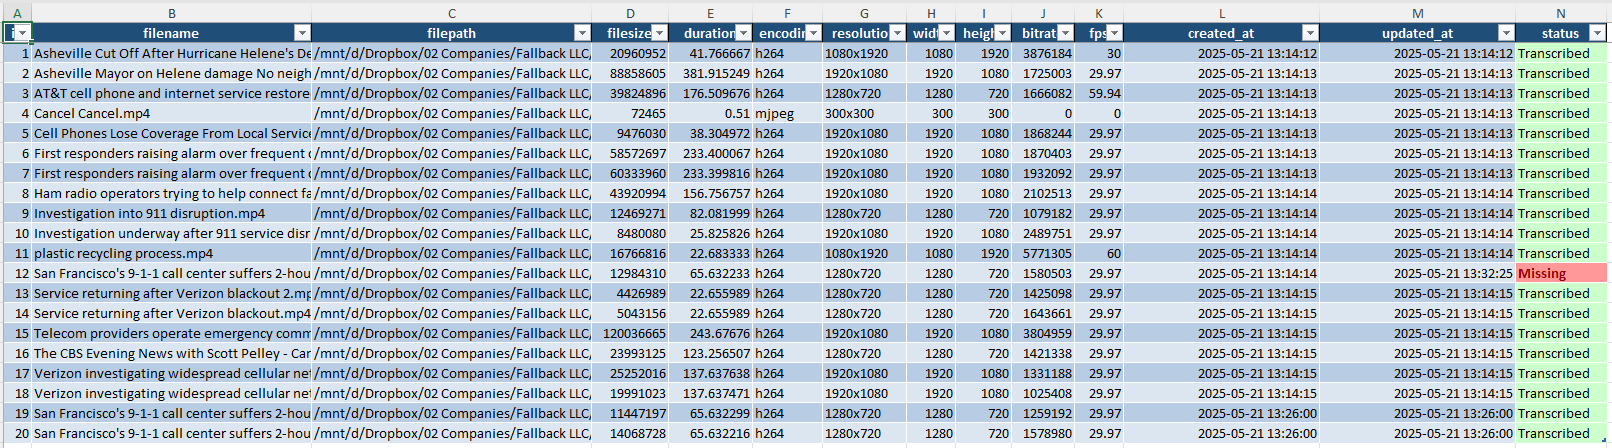 A B C D E F G H I J K L M N
filename filepath filesize duration encodin resolutio widt heigh bitrat fps created_at updated_at status
1 Asheville Cut Off After Hurricane Helene's De /mnt/d/Dropbox/02 Companies/Fallback LLC/ 20960952 41.766667 h264 1080x1920 1080 1920 3876184 30 2025-05-21 13:14:12 2025-05-21 13:14:12 Transcribed
2 Asheville Mayor on Helene damage No neigh /mnt/d/Dropbox/02 Companies/Fallback LLC/ 88858605 381.915249 h264 1920x1080 1920 1080 1725003 29.97 2025-05-21 13:14:13 2025-05-21 13:14:13 Transcribed
3 AT&T cell phone and internet service restore /mnt/d/Dropbox/02 Companies/Fallback LLC/ 39824896 176.509676 h264 1280x720 1280 720 1666082 59.94 2025-05-21 13:14:13 2025-05-21 13:14:13 Transcribed
4 Cancel Cancel.mp4 /mnt/d/Dropbox/02 Companies/Fallback LLC/ 72465 0.51 mjpeg 300x300 300 300 0 0 2025-05-21 13:14:13 2025-05-21 13:14:13 Transcribed
5 Cell Phones Lose Coverage From Local Servic /mnt/d/Dropbox/02 Companies/Fallback LLC/ 9476030 38.304972 h264 1920x1080 1920 1080 1868244 29.97 2025-05-21 13:14:13 2025-05-21 13:14:13 Transcribed
6 First responders raising alarm over frequent c /mnt/d/Dropbox/02 Companies/Fallback LLC/ 58572697 233.400067 h264 1920x1080 1920 1080 1870403 29.97 2025-05-21 13:14:13 2025-05-21 13:14:13 Transcribed
7 First responders raising alarm over frequent c /mnt/d/Dropbox/02 Companies/Fallback LLC/ 60333960 233.399816 h264 1920x1080 1920 1080 1932092 29.97 2025-05-21 13:14:13 2025-05-21 13:14:13 Transcribed
8 Ham radio operators trying to help connect fa /mnt/d/Dropbox/02 Companies/Fallback LLC/ 43920994 156.756757 h264 1920x1080 1920 1080 2102513 29.97 2025-05-21 13:14:14 2025-05-21 13:14:14 Transcribed
9 Investigation into 911 disruption.mp4 /mnt/d/Dropbox/02 Companies/Fallback LLC/ 12469271 82.081999 h264 1280x720 1280 720 1079182 29.97 2025-05-21 13:14:14 2025-05-21 13:14:14 Transcribed
10 Investigation underway after 911 service disr /mnt/d/Dropbox/02 Companies/Fallback LLC/ 8480080 25.825826 h264 1920x1080 1920 1080 2489751 29.97 2025-05-21 13:14:14 2025-05-21 13:14:14 Transcribed
11 plastic recycling process.mp4 /mnt/d/Dropbox/02 Companies/Fallback LLC/ 16766816 22.683333 h264 1080x1920 1080 1920 5771305 60 2025-05-21 13:14:14 2025-05-21 13:14:14 Transcribed
12 San Francisco's 9-1-1 call center suffers 2-hou /mnt/d/Dropbox/02 Companies/Fallback LLC/ 12984310 65.632233 h264 1280x720 1280 720 1580503 29.97 2025-05-21 13:14:14 2025-05-21 13:32:25 Missing
13 Service returning after Verizon blackout 2.mp /mnt/d/Dropbox/02 Companies/Fallback LLC/ 4426989 22.655989 h264 1280x720 1280 720 1425098 29.97 2025-05-21 13:14:15 2025-05-21 13:14:15 Transcribed
14 Service returning after Verizon blackout.mp4 /mnt/d/Dropbox/02 Companies/Fallback LLC/ 5043156 22.655989 h264 1280x720 1280 720 1643661 29.97 2025-05-21 13:14:15 2025-05-21 13:14:15 Transcribed
15 Telecom providers operate emergency comm /mnt/d/Dropbox/02 Companies/Fallback LLC/ 120036665 243.67676 h264 1920x1080 1920 1080 3804959 29.97 2025-05-21 13:14:15 2025-05-21 13:14:15 Transcribed
16 The CBS Evening News with Scott Pelley - Car /mnt/d/Dropbox/02 Companies/Fallback LLC/ 23993125 123.256507 h264 1280x720 1280 720 1421338 29.97 2025-05-21 13:14:15 2025-05-21 13:14:15 Transcribed
17 Verizon investigating widespread cellular net /mnt/d/Dropbox/02 Companies/Fallback LLC/ 25252016 137.637638 h264 1920x1080 1920 1080 1331188 29.97 2025-05-21 13:14:15 2025-05-21 13:14:15 Transcribed
18 Verizon investigating widespread cellular net /mnt/d/Dropbox/02 Companies/Fallback LLC/ 19991023 137.637471 h264 1920x1080 1920 1080 1025408 29.97 2025-05-21 13:14:15 2025-05-21 13:14:15 Transcribed
19 San Francisco's 9-1-1 call center suffers 2-hou /mnt/d/Dropbox/02 Companies/Fallback LLC/ 11447197 65.632299 h264 1280x720 1280 720 1259192 29.97 2025-05-21 13:26:00 2025-05-21 13:26:00 Transcribed
20 San Francisco's 9-1-1 call center suffers 2-hou /mnt/d/Dropbox/02 Companies/Fallback LLC/ 14068728 65.632216 h264 1280x720 1280 720 1578980 29.97 2025-05-21 13:26:00 2025-05-21 13:26:00 Transcribed